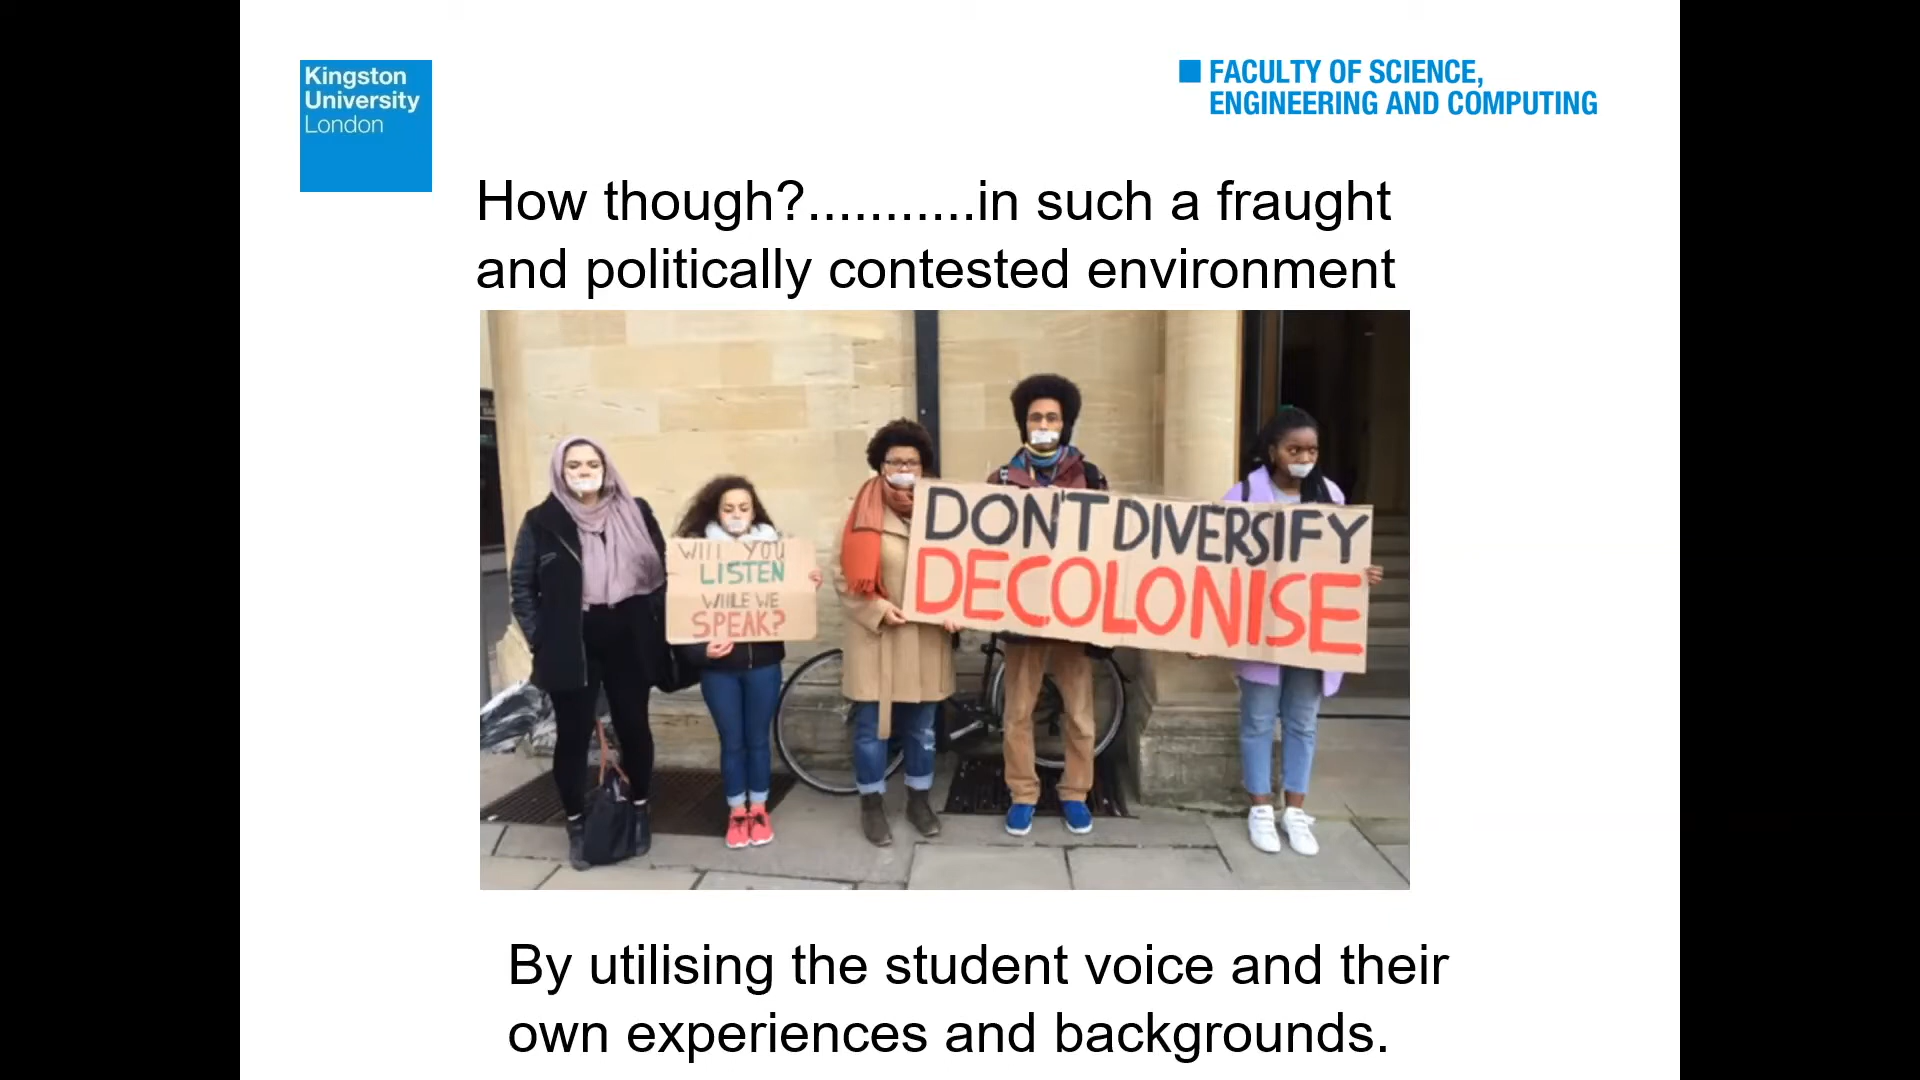 Kingston
University
London
FACULTY OF SCIENCE,
ENGINEERING AND COMPUTING
How though?...........in such a fraught
and politically contested environment
WILL YOU
LISTEN
WHILE WE
SPEAK?
DON'T DIVERSIFY
DECOLONISE
By utilising the student voice and their
own experiences and backgrounds.